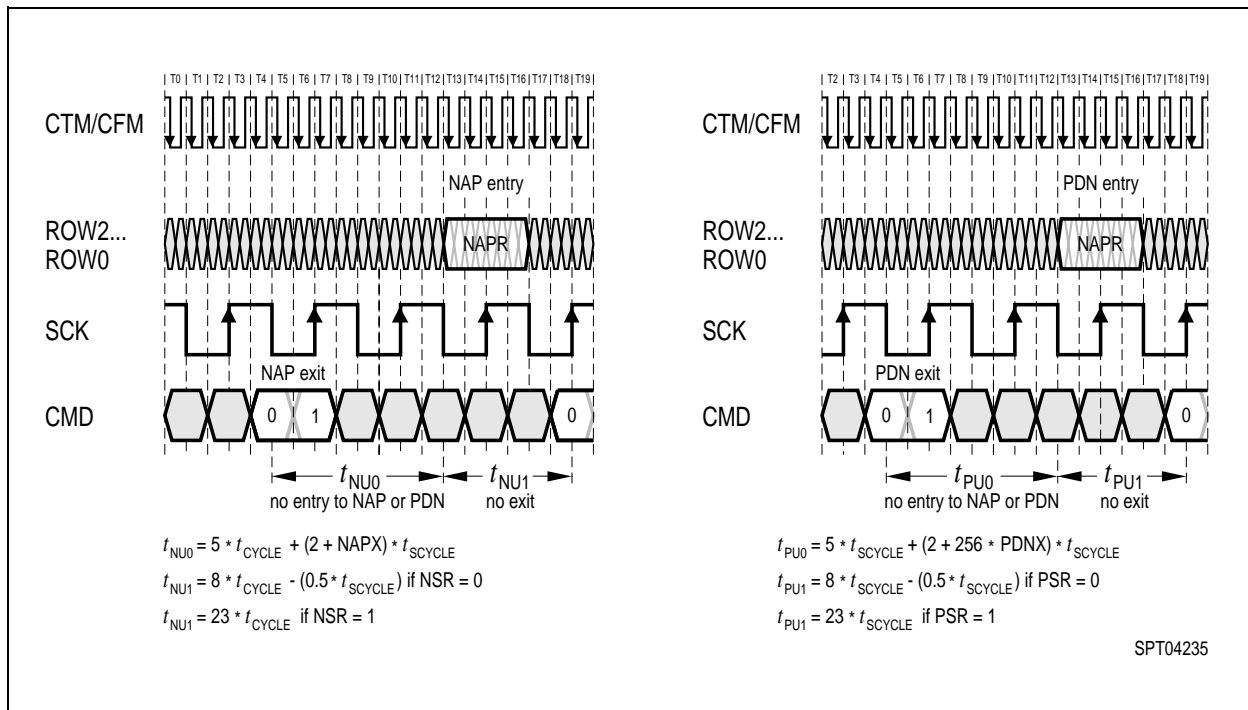 T0 T1 T2 T3 T4 T5 T6 T7 T8 T9 T10 T11 T12 T13 T14 T15 T16 T17 T18 T19
CTM/CFM
NAP entry
ROW2...
ROW0
NAPR
SCK
NAP exit
CMD
0 1 0
tNU0 tNU1
no entry to NAP or PDN no exit
tNU0 = 5 * tCYCLE + (2 + NAPX) * tSCYCLE
tNU1 = 8 * tCYCLE - (0.5 * tSCYCLE) if NSR = 0
tNU1 = 23 * tCYCLE if NSR = 1
T2 T3 T4 T5 T6 T7 T8 T9 T10 T11 T12 T13 T14 T15 T16 T17 T18 T19
CTM/CFM
PDN entry
ROW2...
ROW0
NAPR
SCK
PDN exit
CMD
0 1 0
tPU0 tPU1
no entry to NAP or PDN no exit
tPU0 = 5 * tSCYCLE + (2 + 256 * PDNX) * tSCYCLE
tPU1 = 8 * tSCYCLE - (0.5 * tSCYCLE) if PSR = 0
tPU1 = 23 * tSCYCLE if PSR = 1
SPT04235